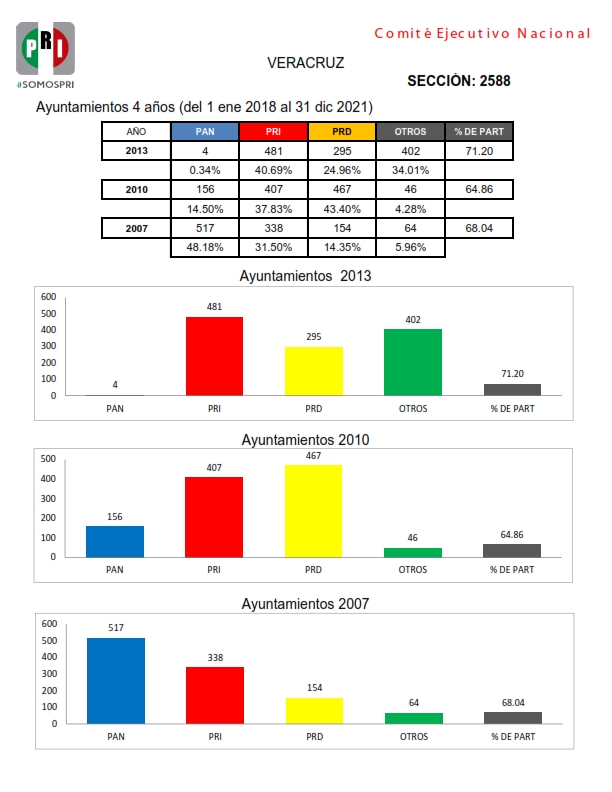 Comité Ejecutivo Nacional
PRI
#SOMOSPRI
VERACRUZ
SECCIÓN: 2588
Ayuntamientos 4 años (del 1 ene 2018 al 31 dic 2021)
AÑO PAN PRI PRD OTROS % DE PART
2013 4 481 295 402 71.20
0.34% 40.69% 24.96% 34.01%
2010 156 407 467 46 64.86
14.50% 37.83% 43.40% 4.28%
2007 517 338 154 64 68.04
48.18% 31.50% 14.35% 5.96%
Ayuntamientos 2013
600
500
400
300
200
100
0
4 481 295 402 71.20
PAN PRI PRD OTROS % DE PART
Ayuntamientos 2010
500
400
300
200
100
0
156 407 467 46 64.86
PAN PRI PRD OTROS % DE PART
Ayuntamientos 2007
600
500
400
300
200
100
0
517 338 154 64 68.04
PAN PRI PRD OTROS % DE PART